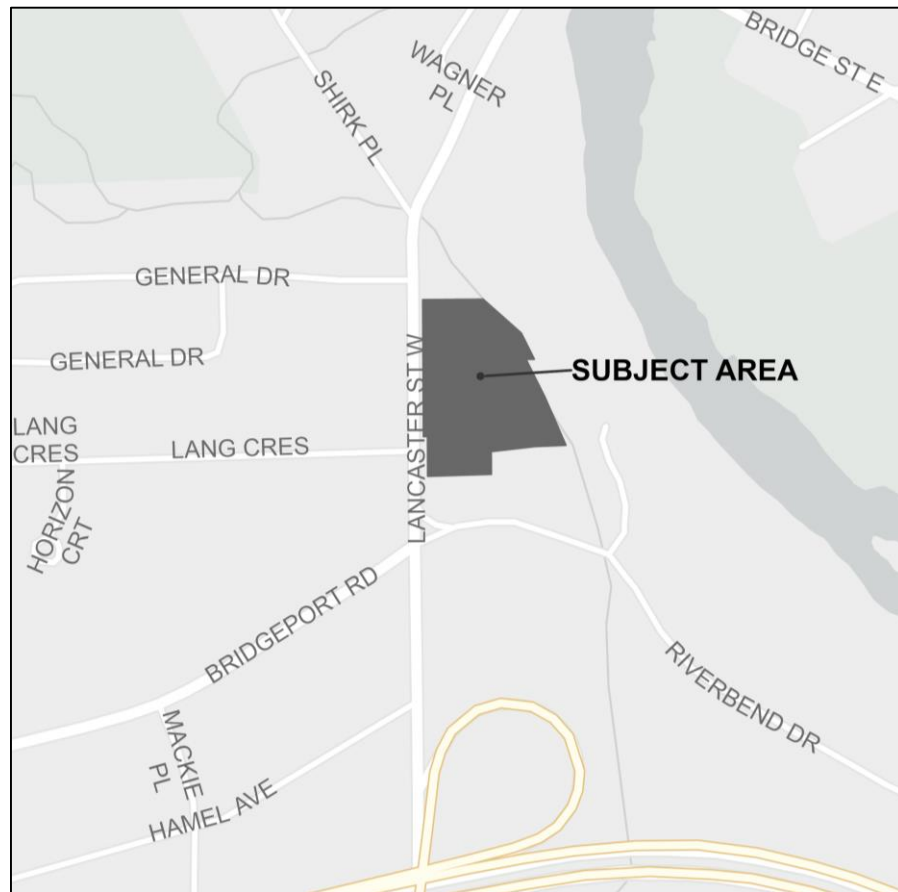 BRIDGE ST E
WAGNER
PL
SHIRK PL
GENERAL DR
GENERAL DR
SUBJECT AREA
LANCASTER ST W
LANG
CRES
LANG CRES
HORIZON
CRT
BRIDGEPORT RD
RIVERBEND DR
MACKIE
PL
HAMEL AVE